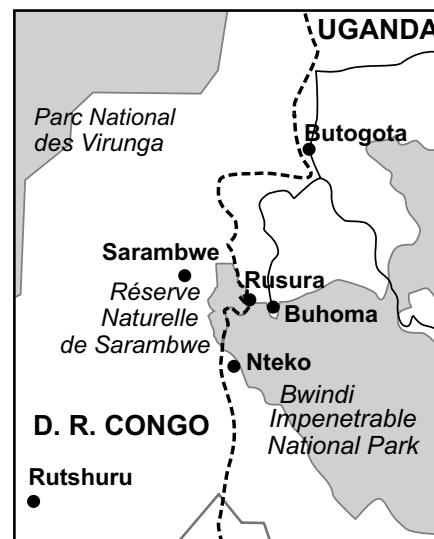 UGANDA
Parc National
des Virunga
Butogota
Sarambwe
Réserve
Naturelle
de Sarambwe
Rusura
Buhoma
Nteko
Bwindi
Impenetrable
National Park
D. R. CONGO
Rutshuru